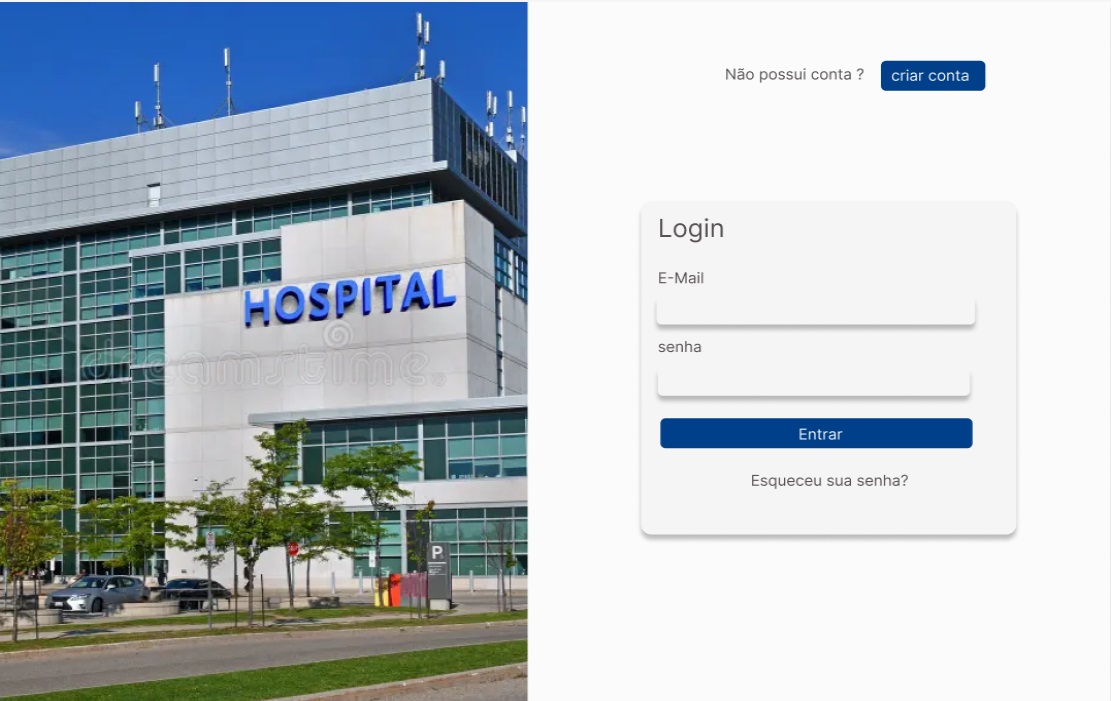 HOSPITAL
dreamstime.
P
Não possui conta ?
criar conta
Login
E-Mail
senha
Entrar
Esqueceu sua senha?